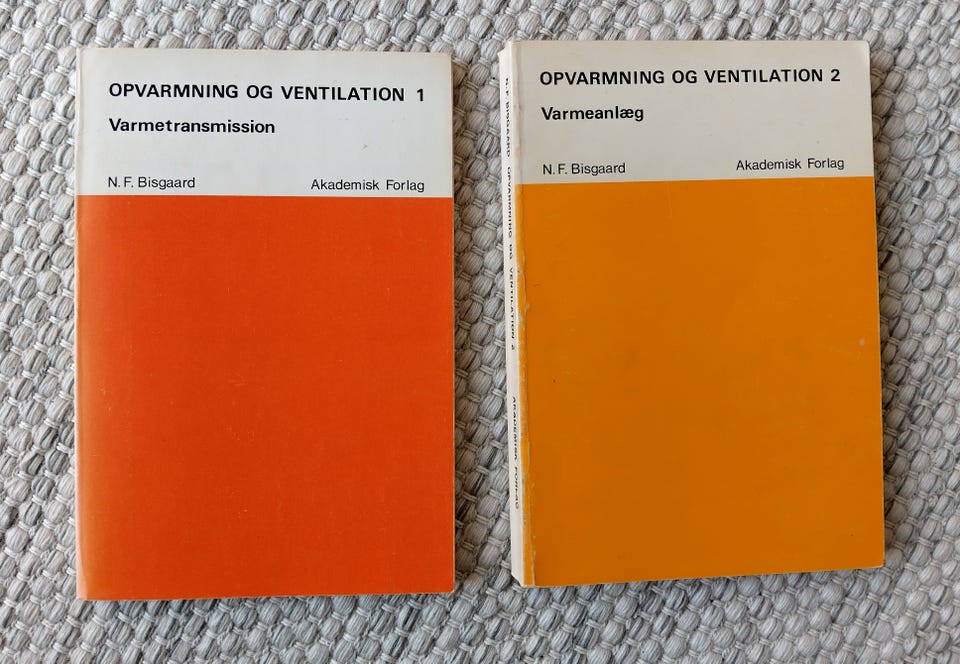 OPVARMNING OG VENTILATION 1
Varmetransmission
N. F. Bisgaard
Akademisk Forlag
OPVARMNING OG VENTILATION 2
Varmeanlæg
N. F. Bisgaard
Akademisk Forlag
N. F. BISGAARD OPVARMNING OG VENTILATION 2 AKADEMISK FORLAG